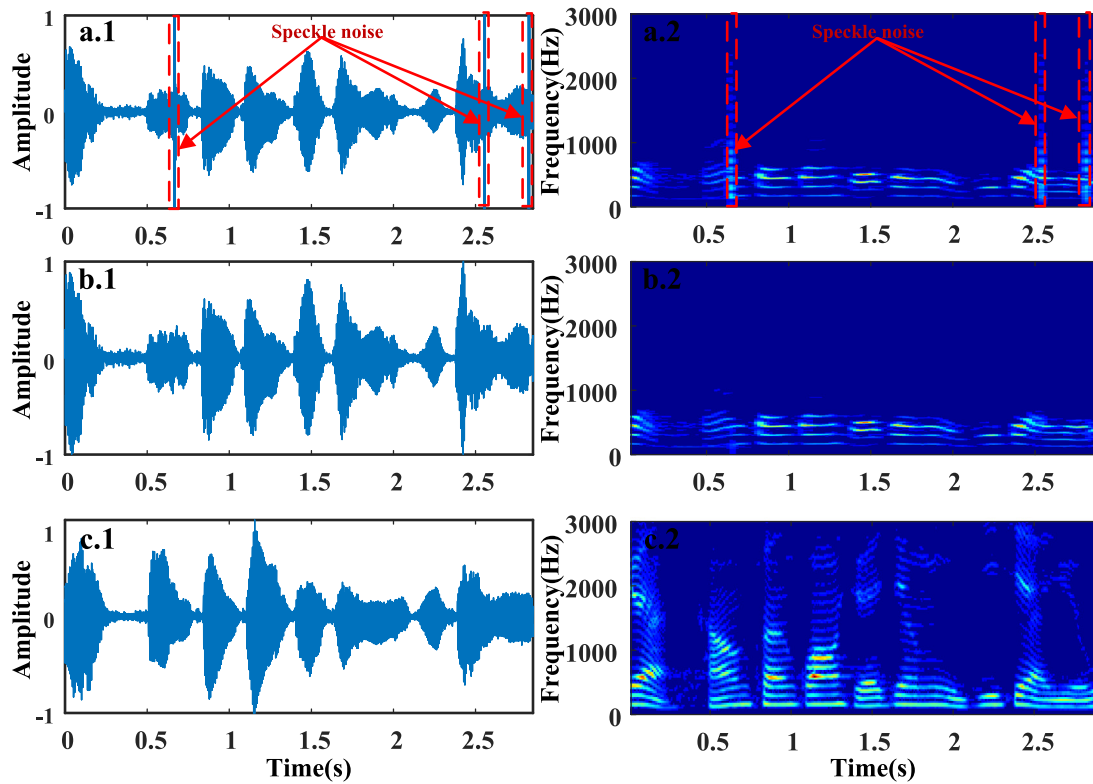 a.1
Speckle noise
Amplitude
1
0
-1
0 0.5 1 1.5 2 2.5
a.2
Speckle noise
Frequency(Hz)
3000
2000
1000
0
0.5 1 1.5 2 2.5
b.1
Amplitude
1
0
-1
0 0.5 1 1.5 2 2.5
b.2
Frequency(Hz)
3000
2000
1000
0
0.5 1 1.5 2 2.5
c.1
Amplitude
1
0
-1
0 0.5 1 1.5 2 2.5
Time(s)
c.2
Frequency(Hz)
3000
2000
1000
0
0.5 1 1.5 2 2.5
Time(s)